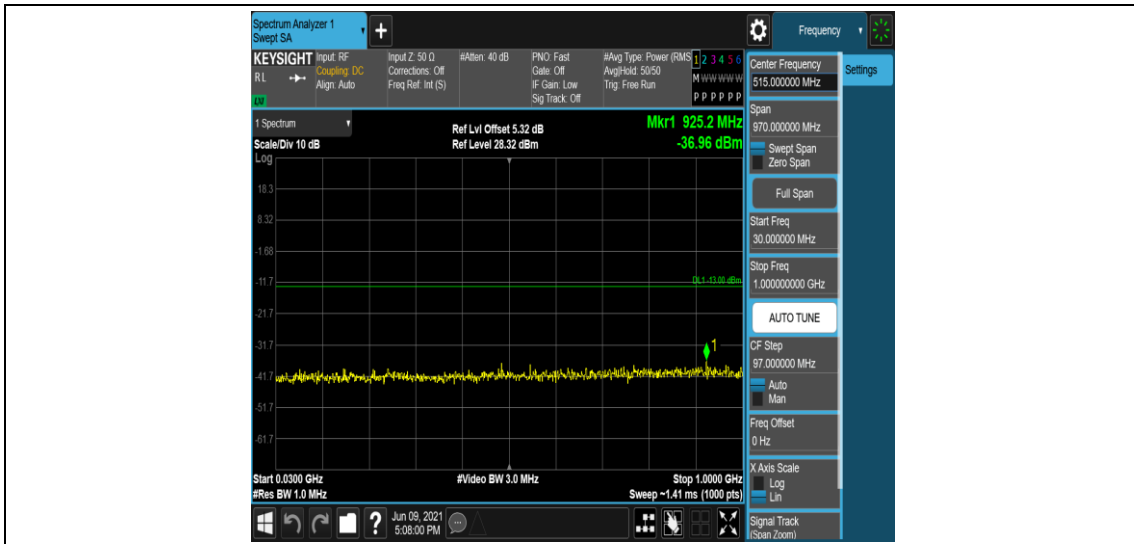 Spectrum Analyzer 1
Swept SA
+
Frequency
KEYSIGHT
RL
LXI
Input: RF
Coupling: DC
Align: Auto
Input Z: 50 Ω
Corrections: Off
Freq Ref: Int (S)
#Atten: 40 dB
PNO: Fast
Gate: Off
IF Gain: Low
Sig Track: Off
#Avg Type: Power (RMS
Avg|Hold: 50/50
Trig: Free Run
1 2 3 4 5 6
M W W W W W
P P P P P P
1 Spectrum
Scale/Div 10 dB
Ref Lvl Offset 5.32 dB
Ref Level 28.32 dBm
Mkr1 925.2 MHz
-36.96 dBm
Log
18.3
8.32
-1.68
-11.7
-21.7
-31.7
-41.7
-51.7
-61.7
DL1 -13.00 dBm
1
Start 0.0300 GHz
#Res BW 1.0 MHz
#Video BW 3.0 MHz
Stop 1.0000 GHz
Sweep ~1.41 ms (1000 pts)
Center Frequency
515.000000 MHz
Span
970.000000 MHz
Swept Span
Zero Span
Full Span
Start Freq
30.000000 MHz
Stop Freq
1.000000000 GHz
AUTO TUNE
CF Step
97.000000 MHz
Auto
Man
Freq Offset
0 Hz
X Axis Scale
Log
Lin
Signal Track
(Span Zoom)
Settings
?
Jun 09, 2021
5:08:00 PM